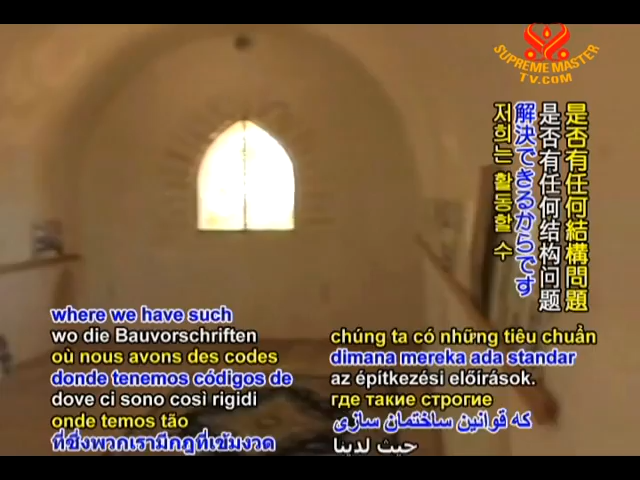 SUPREME MASTER
TV.COM
是否有任何結構問題
是否有任何结构问题
解決できるからです
저희는 활동할 수
where we have such
wo die Bauvorschriften
où nous avons des codes
donde tenemos códigos de
dove ci sono così rigidi
onde temos tão
ที่ซึ่งพวกเรามีกฎที่เข้มงวด
chúng ta có những tiêu chuẩn
dimana mereka ada standar
az építkezési előírások.
где такие строгие
که قوانین ساختمان سازی
حيث لدينا